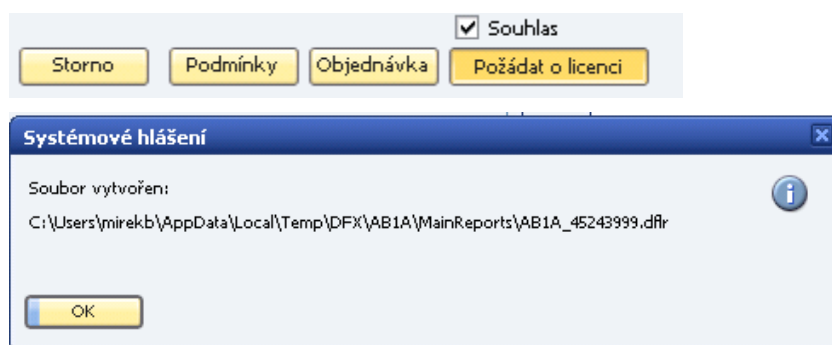 Souhlas
Storno Podmínky Objednávka Požádat o licenci
Systémové hlášení
Soubor vytvořen:
C:\Users\mirekb\AppData\Local\Temp\DFX\AB1A\MainReports\AB1A_45243999.dflr
OK